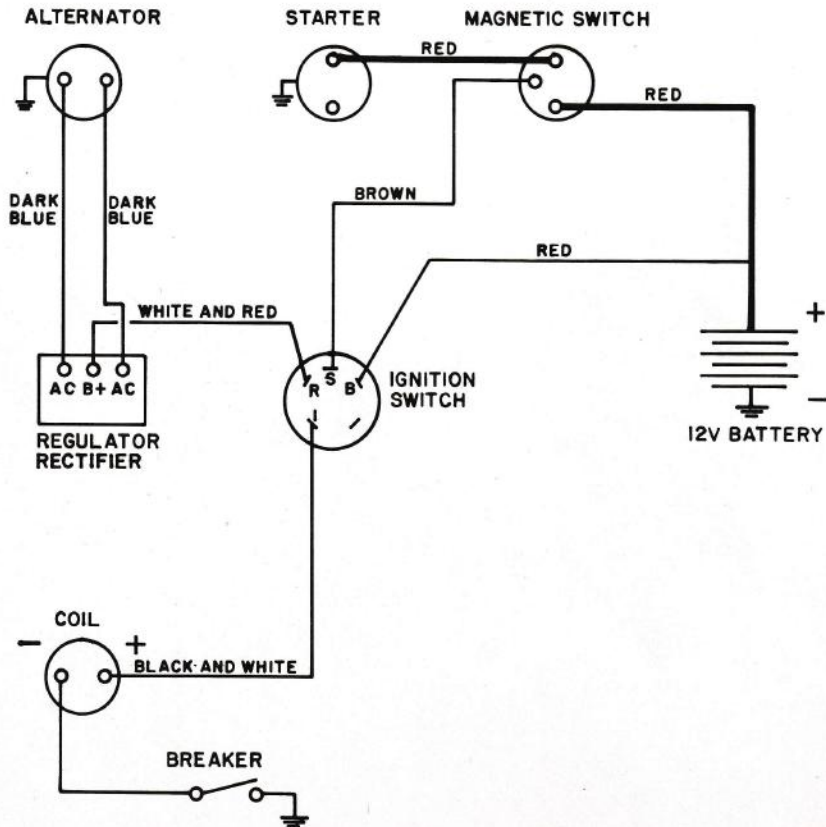 ALTERNATOR
STARTER
MAGNETIC SWITCH
RED
RED
DARK
BLUE
DARK
BLUE
BROWN
RED
WHITE AND RED
+
AC B+ AC
R
S
B
I
IGNITION
SWITCH
REGULATOR
RECTIFIER
−
12V BATTERY
COIL
− +
BLACK AND WHITE
BREAKER